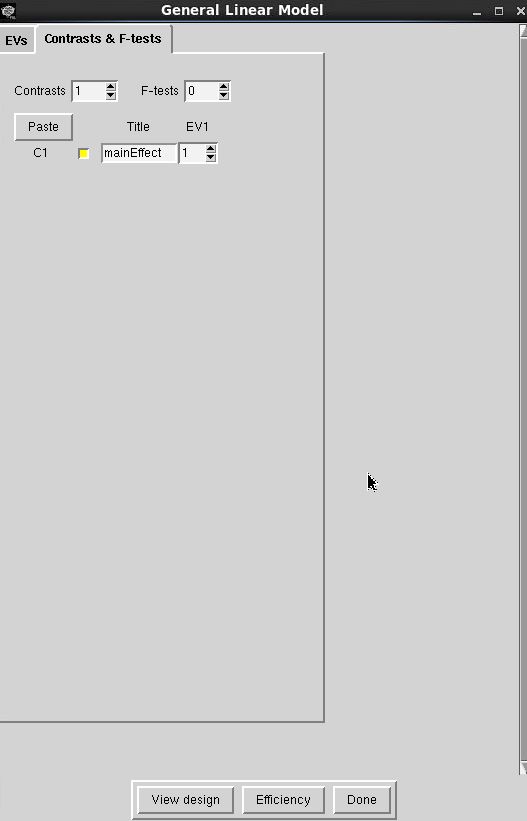 General Linear Model
EVs Contrasts & F-tests
Contrasts 1 F-tests 0
Paste Title EV1
C1 mainEffect 1
View design Efficiency Done